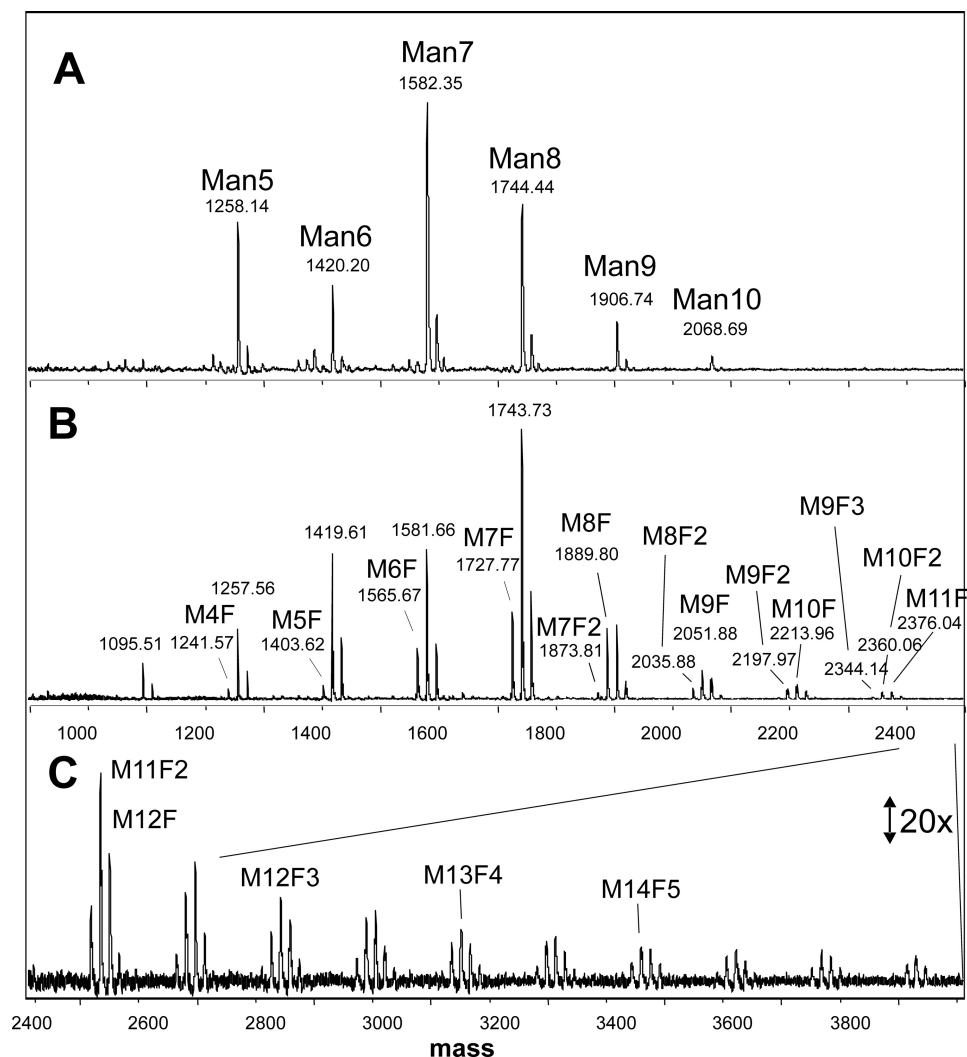 A
Man7
1582.35
Man8
1744.44
Man5
1258.14
Man6
1420.20
Man9
1906.74
Man10
2068.69
B
1743.73
1419.61
1581.66
M7F
1727.77
M8F
1889.80
M9F3
M8F2
M10F2
M6F
1565.67
1257.56
M9F2
M11F
2376.04
M4F
1241.57
M5F
1403.62
M9F
2051.88
M10F
2213.96
M7F2
1873.81
1095.51
2035.88
2197.97
2344.14
2360.06
1000 1200 1400 1600 1800 2000 2200 2400
C
M11F2
M12F
20x
M12F3
M13F4
M14F5
2400 2600 2800 3000 3200 3400 3600 3800
mass